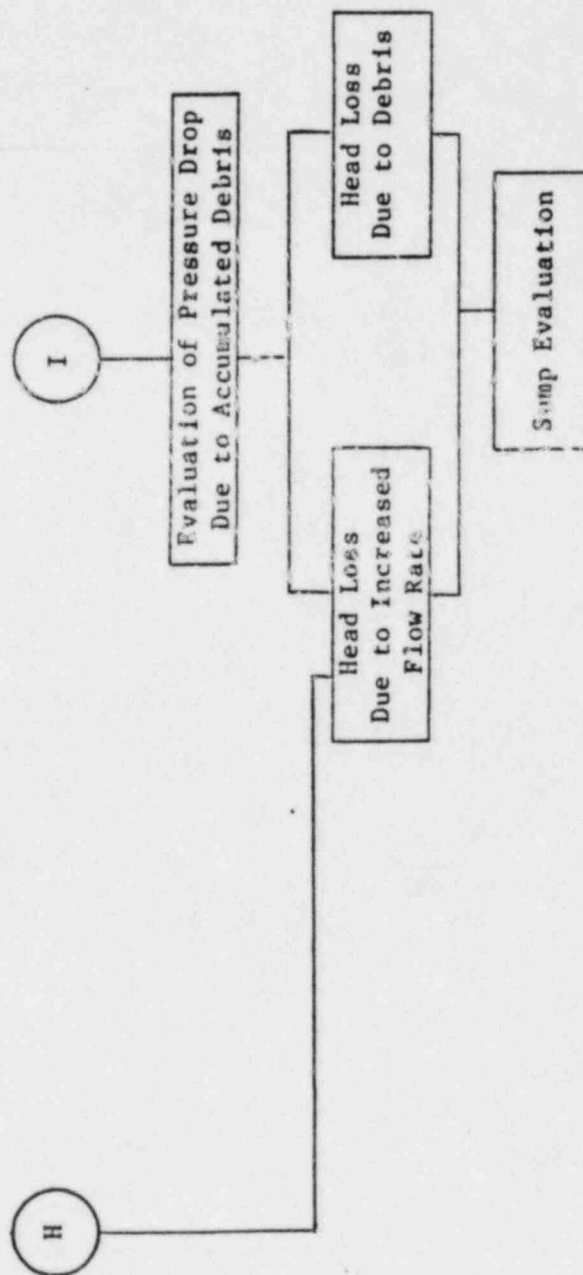 H
I
Evaluation of Pressure Drop
Due to Accumulated Debris
Head Loss
Due to Increased
Flow Rate
Head Loss
Due to Debris
Sump Evaluation